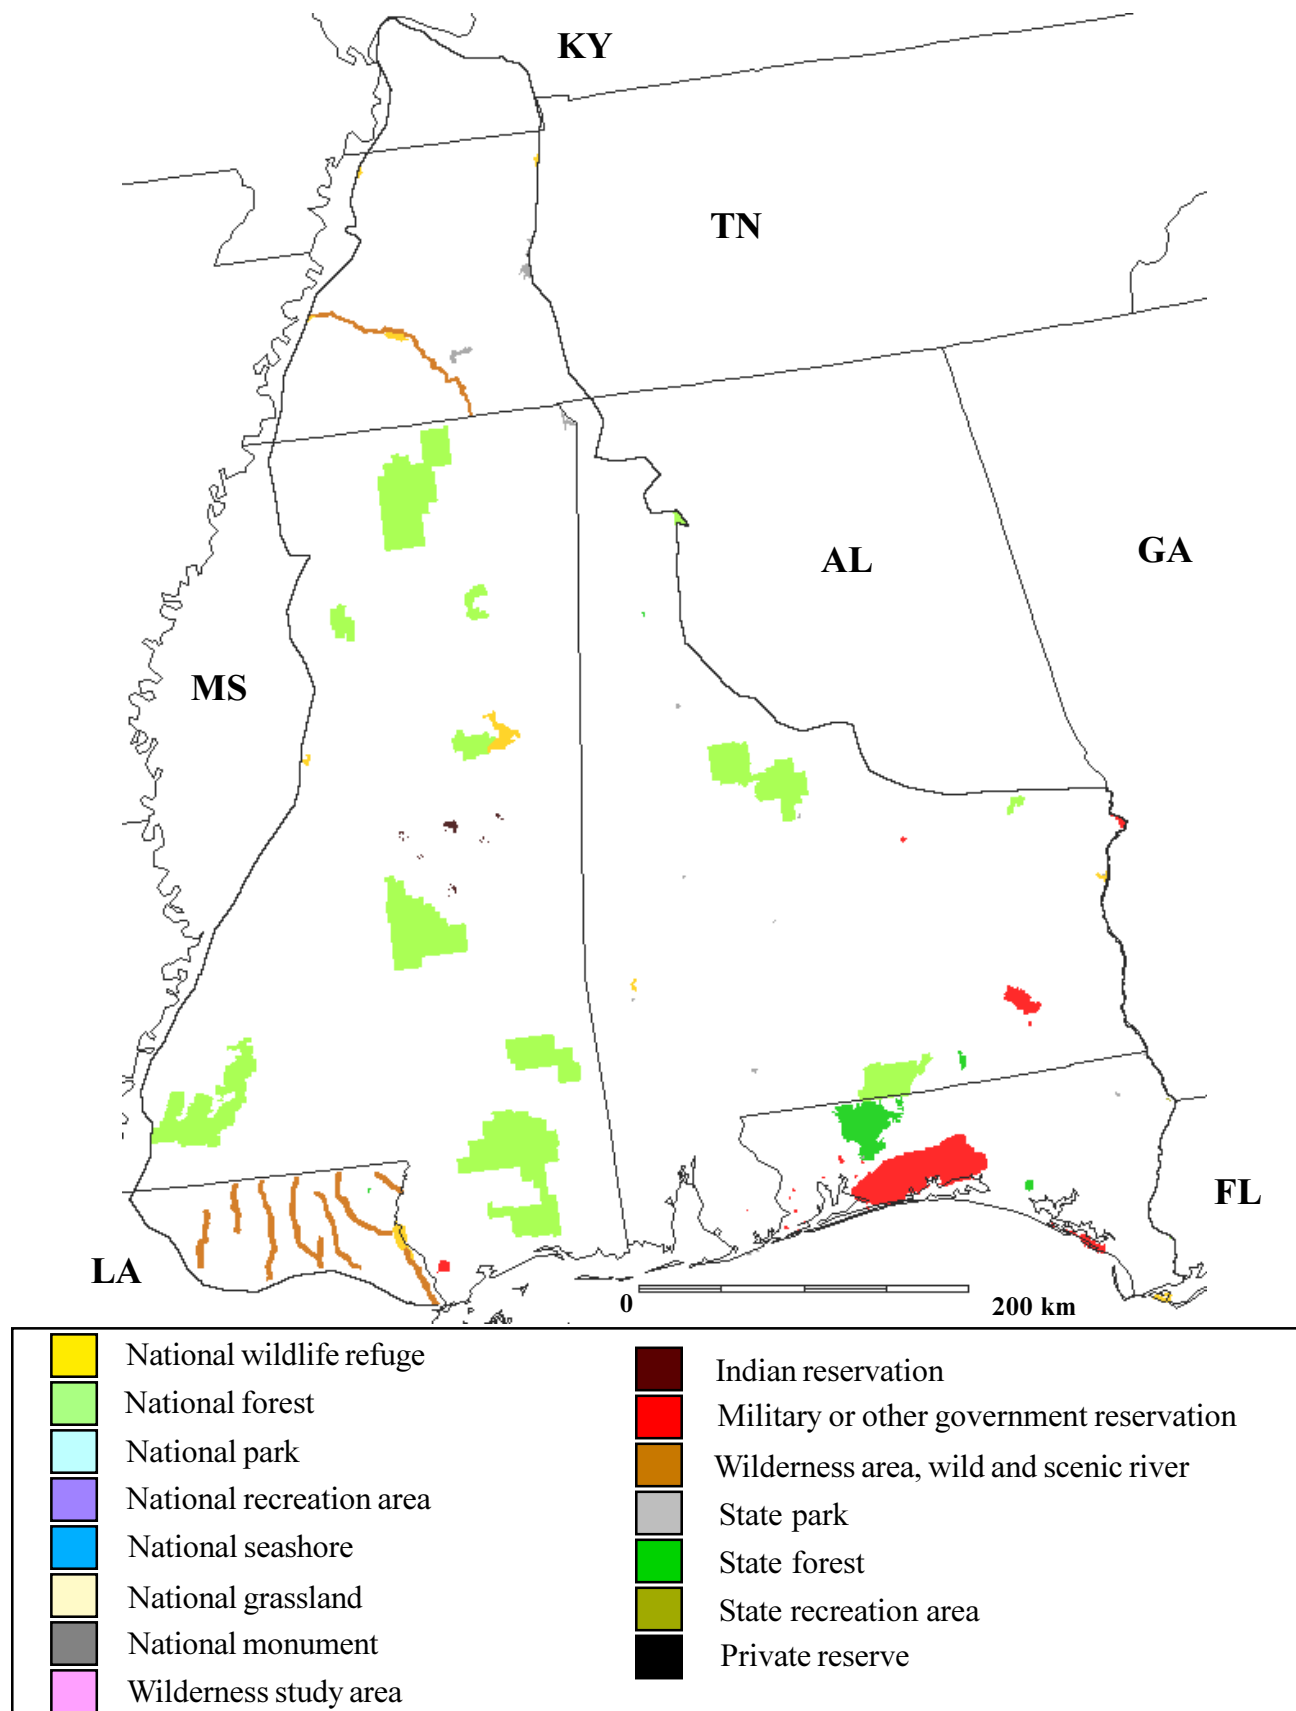 KY
TN
AL
GA
MS
FL
LA
0
200 km
National wildlife refuge
National forest
National park
National recreation area
National seashore
National grassland
National monument
Wilderness study area
Indian reservation
Military or other government reservation
Wilderness area, wild and scenic river
State park
State forest
State recreation area
Private reserve